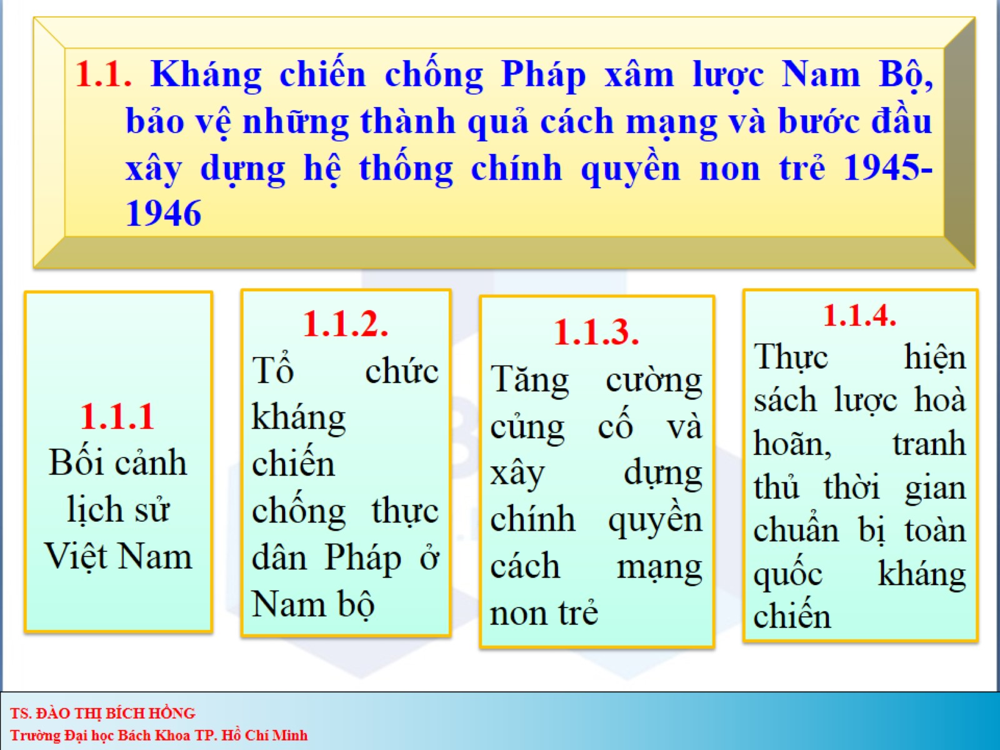 1.1. Kháng chiến chống Pháp xâm lược Nam Bộ,
bảo vệ những thành quả cách mạng và bước đầu
xây dựng hệ thống chính quyền non trẻ 1945-
1946
1.1.1
Bối cảnh
lịch sử
Việt Nam
1.1.2.
Tổ chức
kháng
chiến
chống thực
dân Pháp ở
Nam bộ
1.1.3.
Tăng cường
củng cố và
xây dựng
chính quyền
cách mạng
non trẻ
1.1.4.
Thực hiện
sách lược hoà
hoãn, tranh
thủ thời gian
chuẩn bị toàn
quốc kháng
chiến
TS. ĐÀO THỊ BÍCH HỒNG
Trường Đại học Bách Khoa TP. Hồ Chí Minh